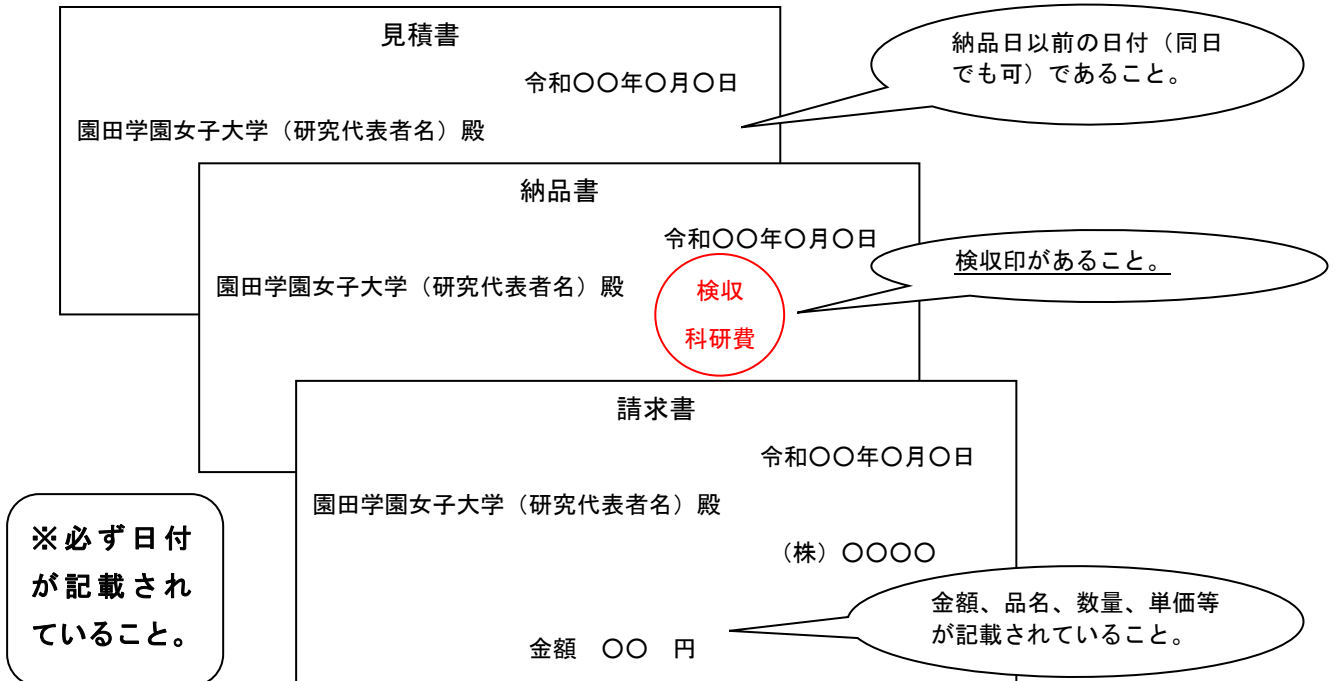 見積書
納品日以前の日付（同日
でも可）であること。
令和〇〇年〇月〇日
園田学園女子大学（研究代表者名）殿
納品書
令和〇〇年〇月〇日
検収印があること。
園田学園女子大学（研究代表者名）殿
検収
科研費
請求書
令和〇〇年〇月〇日
園田学園女子大学（研究代表者名）殿
（株）〇〇〇〇
※必ず日付
が記載され
ていること。
金額、品名、数量、単価等
が記載されていること。
金額　〇〇　円